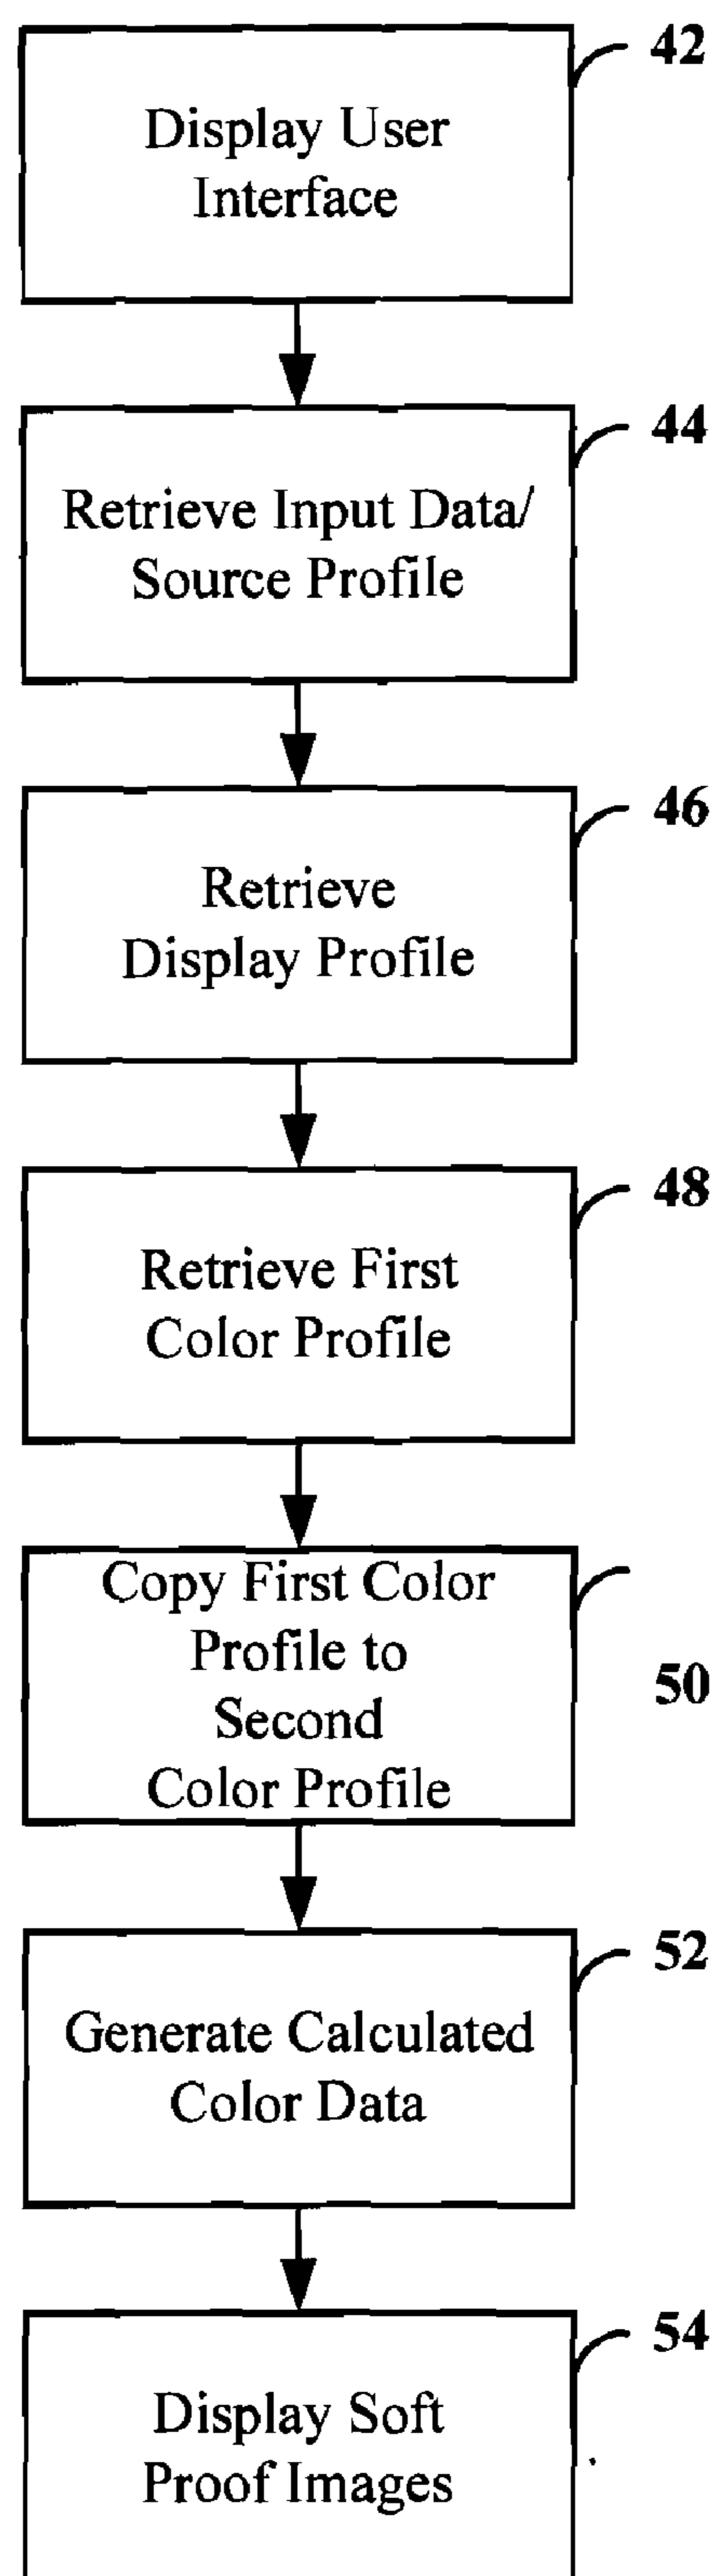 42
Display User
Interface
44
Retrieve Input Data/
Source Profile
46
Retrieve
Display Profile
48
Retrieve First
Color Profile
Copy First Color
Profile to
50
Second
Color Profile
52
Generate Calculated
Color Data
54
Display Soft
Proof Images